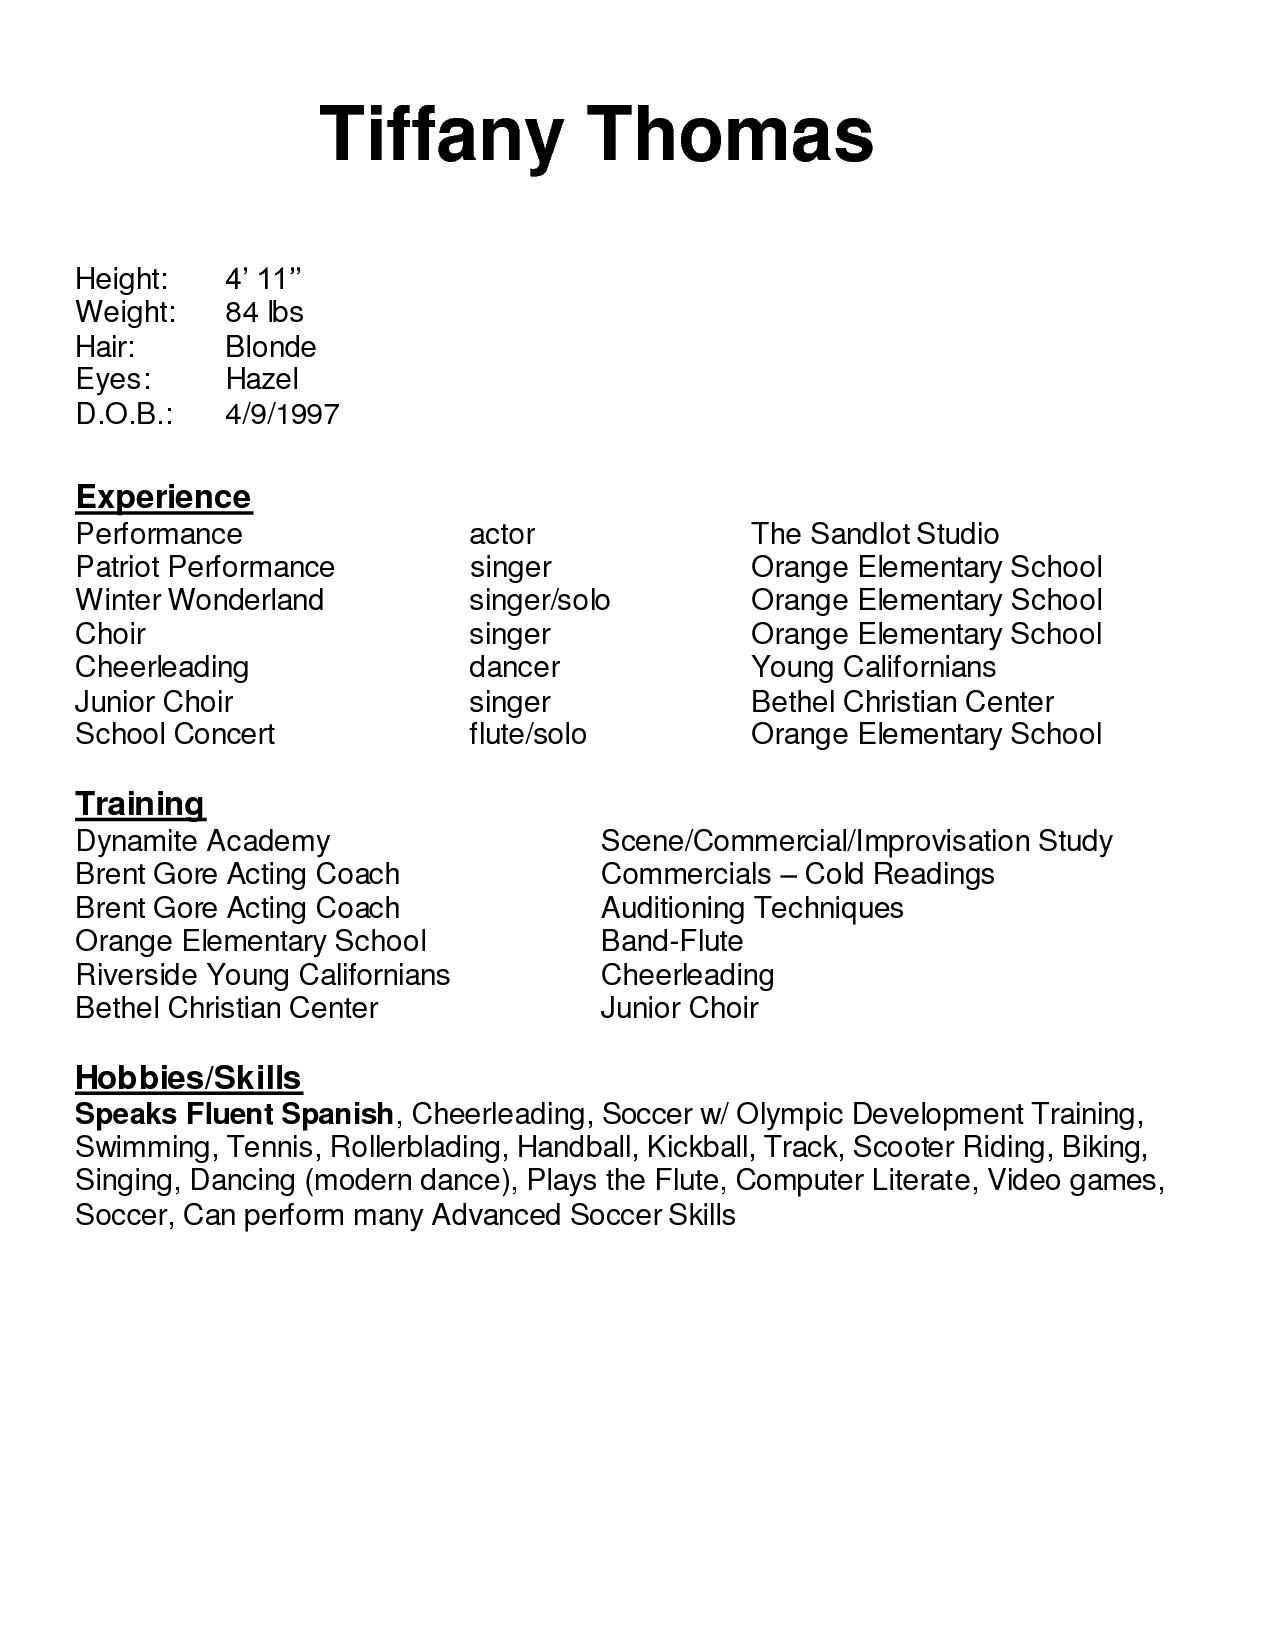 Tiffany Thomas
Height: 4’ 11”
Weight: 84 lbs
Hair: Blonde
Eyes: Hazel
D.O.B.: 4/9/1997
Experience
Performance actor The Sandlot Studio
Patriot Performance singer Orange Elementary School
Winter Wonderland singer/solo Orange Elementary School
Choir singer Orange Elementary School
Cheerleading dancer Young Californians
Junior Choir singer Bethel Christian Center
School Concert flute/solo Orange Elementary School
Training
Dynamite Academy Scene/Commercial/Improvisation Study
Brent Gore Acting Coach Commercials – Cold Readings
Brent Gore Acting Coach Auditioning Techniques
Orange Elementary School Band-Flute
Riverside Young Californians Cheerleading
Bethel Christian Center Junior Choir
Hobbies/Skills
Speaks Fluent Spanish, Cheerleading, Soccer w/ Olympic Development Training,
Swimming, Tennis, Rollerblading, Handball, Kickball, Track, Scooter Riding, Biking,
Singing, Dancing (modern dance), Plays the Flute, Computer Literate, Video games,
Soccer, Can perform many Advanced Soccer Skills